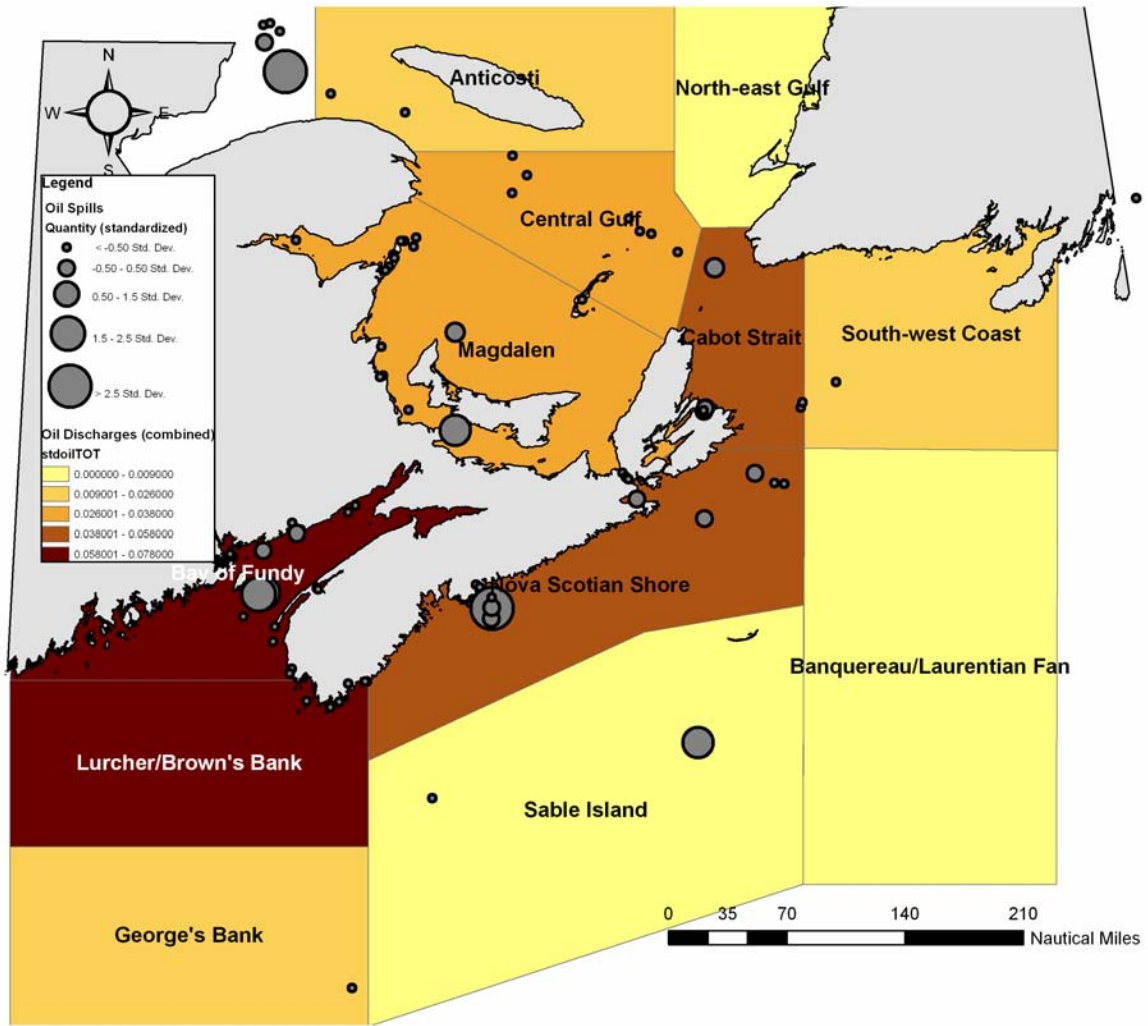 Anticosti
North-east Gulf
N
W
E
S
Legend
Oil Spills
Quantity (standardized)
< -0.50 Std. Dev.
-0.50 - 0.50 Std. Dev.
0.50 - 1.5 Std. Dev.
1.5 - 2.5 Std. Dev.
> 2.5 Std. Dev.
Oil Discharges (combined)
stdoilTOT
0.000000 - 0.009000
0.009001 - 0.026000
0.026001 - 0.038000
0.038001 - 0.058000
0.058001 - 0.078000
Central Gulf
Magdalen
Cabot Strait
South-west Coast
Bay of Fundy
Nova Scotian Shore
Banquereau/Laurentian Fan
Lurcher/Brown's Bank
Sable Island
George's Bank
0 35 70 140 210
Nautical Miles